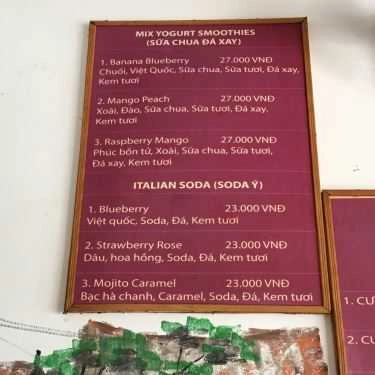 MIX YOGURT SMOOTHIES
(SỮA CHUA ĐÁ XAY)
1. Banana Blueberry 27.000 VNĐ
Chuối, Việt Quốc, Sữa chua, Sữa tươi, Đá xay,
Kem tươi
2. Mango Peach 27.000 VNĐ
Xoài, Đào, Sữa chua, Sữa tươi, Đá xay,
Kem tươi
3. Raspberry Mango 27.000 VNĐ
Phúc bồn tử, Xoài, Sữa chua, Sữa tươi,
Đá xay, Kem tươi
ITALIAN SODA (SODA Ý)
1. Blueberry 23.000 VNĐ
Việt quốc, Soda, Đá, Kem tươi
2. Strawberry Rose 23.000 VNĐ
Dâu, hoa hồng, Soda, Đá, Kem tươi
3. Mojito Caramel 23.000 VNĐ
Bạc hà chanh, Caramel, Soda, Đá, Kem tươi
1. CU
2. CU